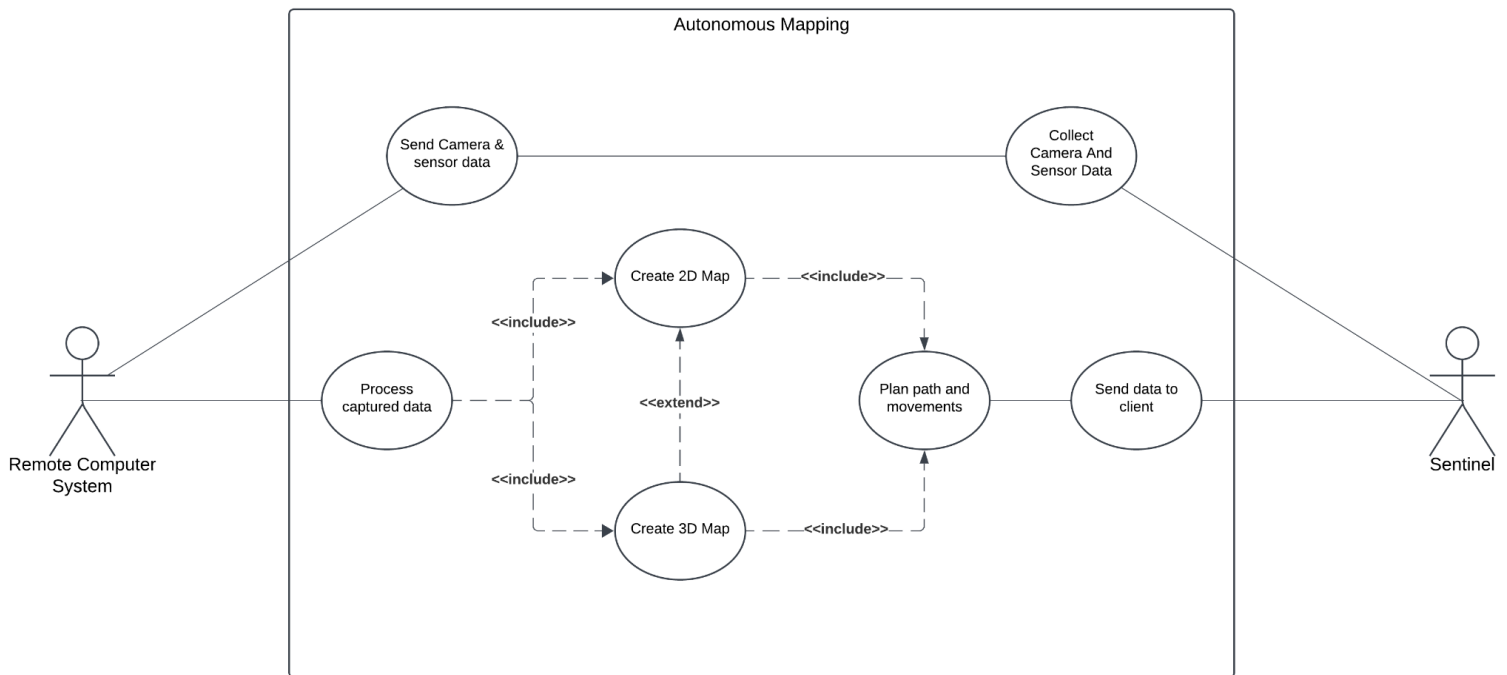 Autonomous Mapping
Send Camera &
sensor data
Collect
Camera And
Sensor Data
Create 2D Map
<<include>>
<<include>>
Process
captured data
<<extend>>
Plan path and
movements
Send data to
client
Remote Computer
System
Sentinel
<<include>>
Create 3D Map
<<include>>